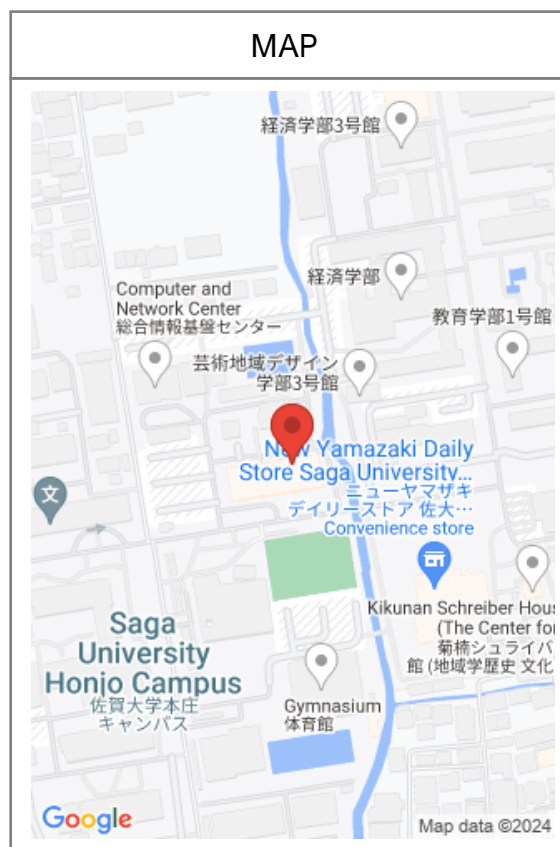 MAP
経済学部3号館
経済学部
Computer and
Network Center
総合情報基盤センター
教育学部1号館
芸術地域デザイン
学部3号館
New Yamazaki Daily
Store Saga University...
ニューヤマザキ
デイリーストア 佐大…
Convenience store
文
Kikunan Schreiber Hous
(The Center for
菊楠シュライバ
館 (地域学歴史 文化
Saga
University
Honjo Campus
佐賀大学本庄
キャンパス
Gymnasium
体育館
Google
Map data ©2024